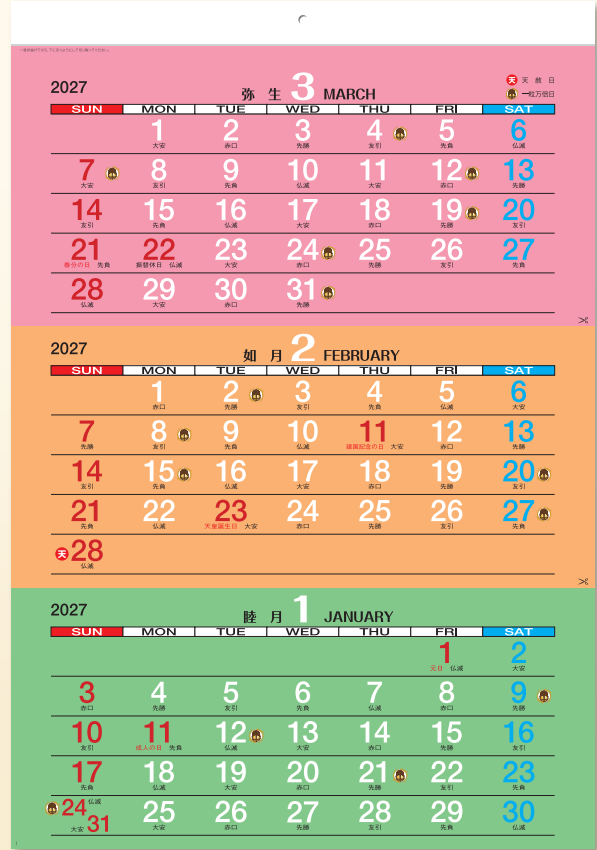 2027 弥 生 3 MARCH 天 天 赦 日
一粒万倍日
SUN MON TUE WED THU FRI SAT
1 2 3 4 5 6
大安 赤口 先勝 友引 先負 仏滅
7 8 9 10 11 12 13
大安 友引 先負 仏滅 大安 赤口 先勝
14 15 16 17 18 19 20
友引 先負 仏滅 大安 赤口 先負 友引
21 22 23 24 25 26 27
春分の日 先負 振替休日 仏滅 大安 赤口 先勝 友引 先負
28 29 30 31
仏滅 大安 赤口 先勝
2027 如 月 2 FEBRUARY
SUN MON TUE WED THU FRI SAT
1 2 3 4 5 6
赤口 先勝 友引 先負 仏滅 大安
7 8 9 10 11 12 13
先勝 友引 先負 仏滅 建国記念の日 大安 赤口 先勝
14 15 16 17 18 19 20
友引 先負 仏滅 大安 赤口 先勝 友引
21 22 23 24 25 26 27
先負 仏滅 天皇誕生日 大安 赤口 先勝 友引 先負
天 28
仏滅
2027 睦 月 1 JANUARY
SUN MON TUE WED THU FRI SAT
1 2
元日 仏滅 大安
3 4 5 6 7 8 9
赤口 先勝 友引 先負 仏滅 赤口 先勝
10 11 12 13 14 15 16
友引 成人の日 先負 仏滅 大安 赤口 先勝 友引
17 18 19 20 21 22 23
先負 仏滅 大安 赤口 先勝 友引 先負
24 仏滅 25 26 27 28 29 30
大安 31 大安 赤口 先勝 友引 先負 仏滅